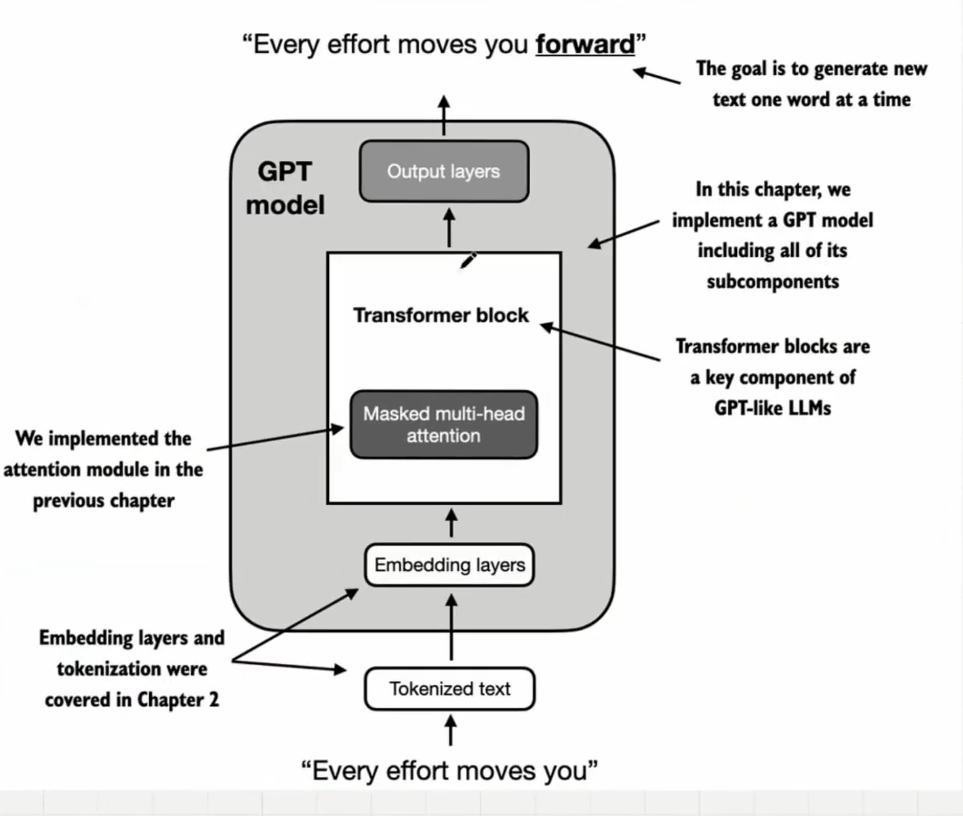 “Every effort moves you forward”
The goal is to generate new
text one word at a time
GPT
model
Output layers
In this chapter, we
implement a GPT model
including all of its
subcomponents
Transformer block
Transformer blocks are
a key component of
GPT-like LLMs
Masked multi-head
attention
We implemented the
attention module in the
previous chapter
Embedding layers
Embedding layers and
tokenization were
covered in Chapter 2
Tokenized text
“Every effort moves you”